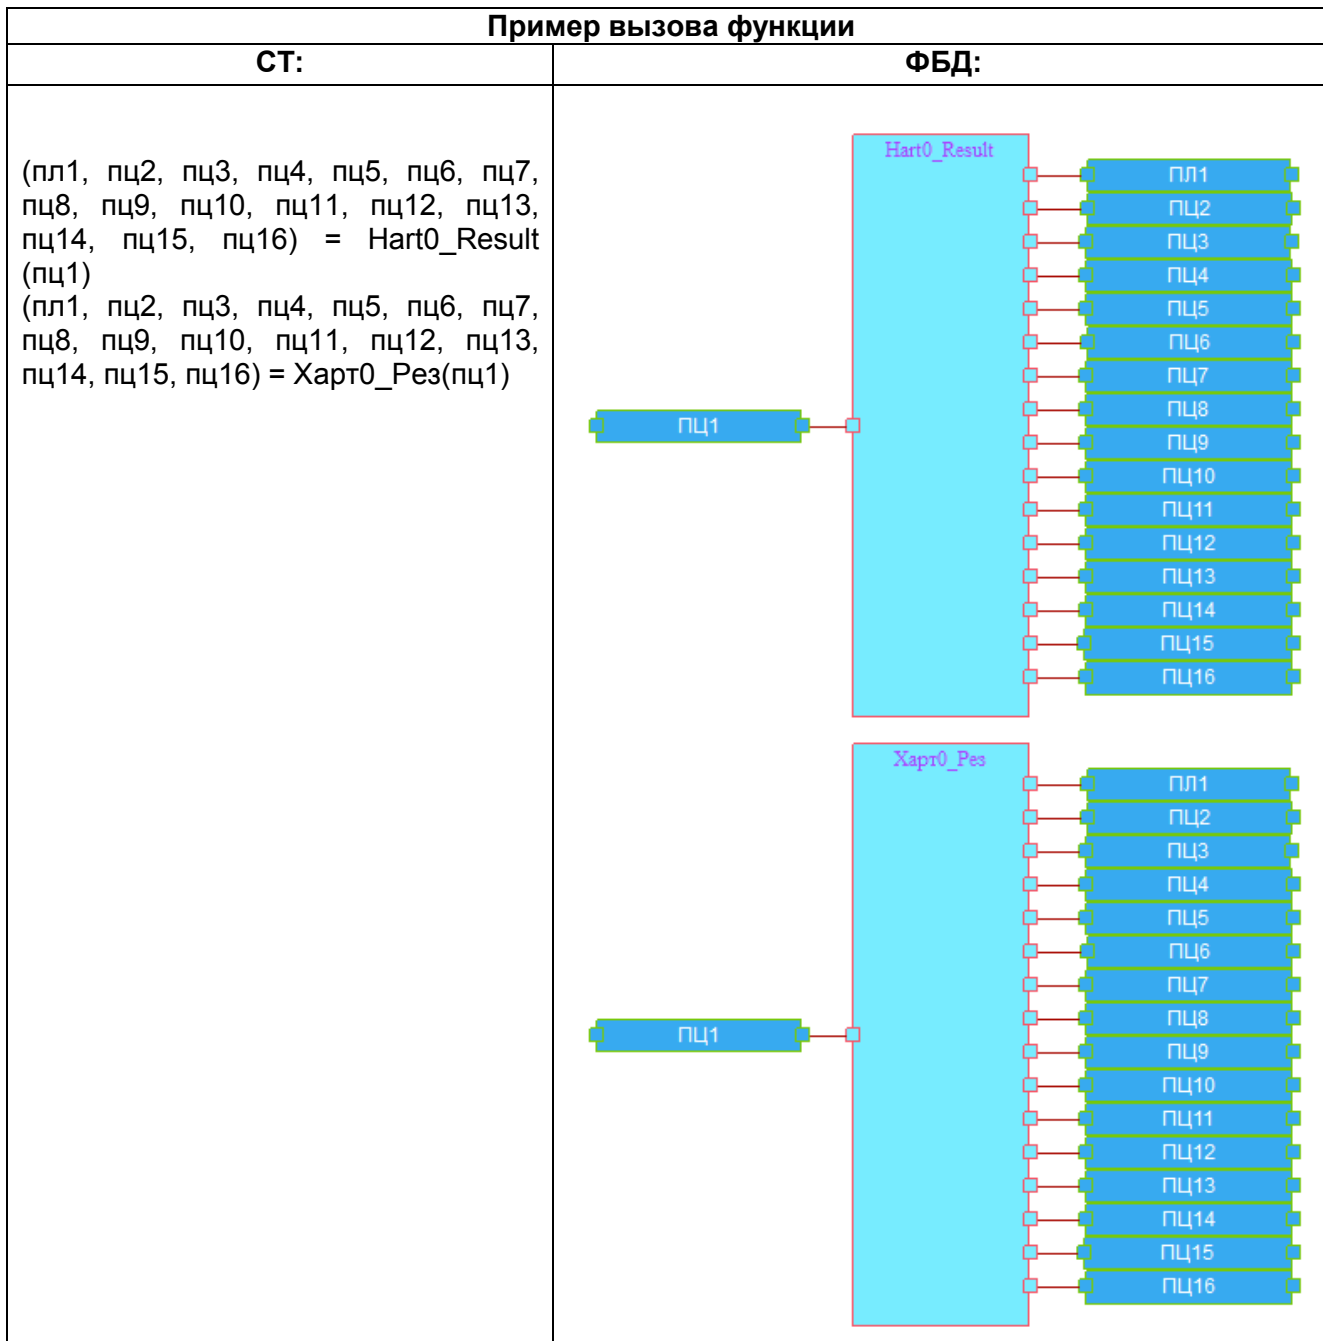 Пример вызова функции
СТ:
ФБД:
(пл1, пц2, пц3, пц4, пц5, пц6, пц7,
пц8, пц9, пц10, пц11, пц12, пц13,
пц14, пц15, пц16) = Hart0_Result
(пц1)
(пл1, пц2, пц3, пц4, пц5, пц6, пц7,
пц8, пц9, пц10, пц11, пц12, пц13,
пц14, пц15, пц16) = Харт0_Рез(пц1)
Hart0_Result
ПЛ1
ПЦ2
ПЦ3
ПЦ4
ПЦ5
ПЦ6
ПЦ7
ПЦ8
ПЦ1
ПЦ9
ПЦ10
ПЦ11
ПЦ12
ПЦ13
ПЦ14
ПЦ15
ПЦ16
Харт0_Рез
ПЛ1
ПЦ2
ПЦ3
ПЦ4
ПЦ5
ПЦ6
ПЦ7
ПЦ8
ПЦ1
ПЦ9
ПЦ10
ПЦ11
ПЦ12
ПЦ13
ПЦ14
ПЦ15
ПЦ16